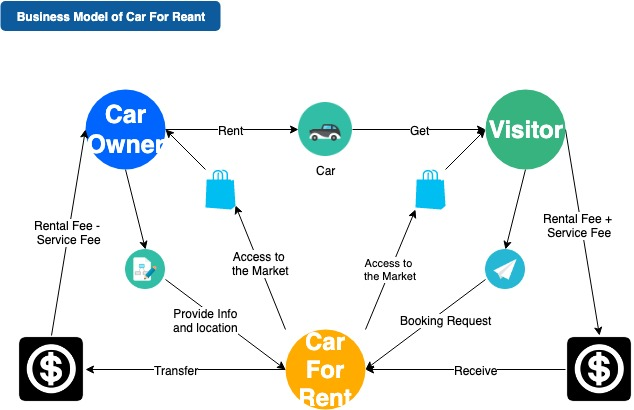 Business Model of Car For Reant
Car
Owner
Rent
Car
Get
Visitor
Rental Fee -
Service Fee
Access to
the Market
Access to
the Market
Rental Fee +
Service Fee
Provide Info
and location
Booking Request
$
Transfer
Car
For
Rent
Receive
$